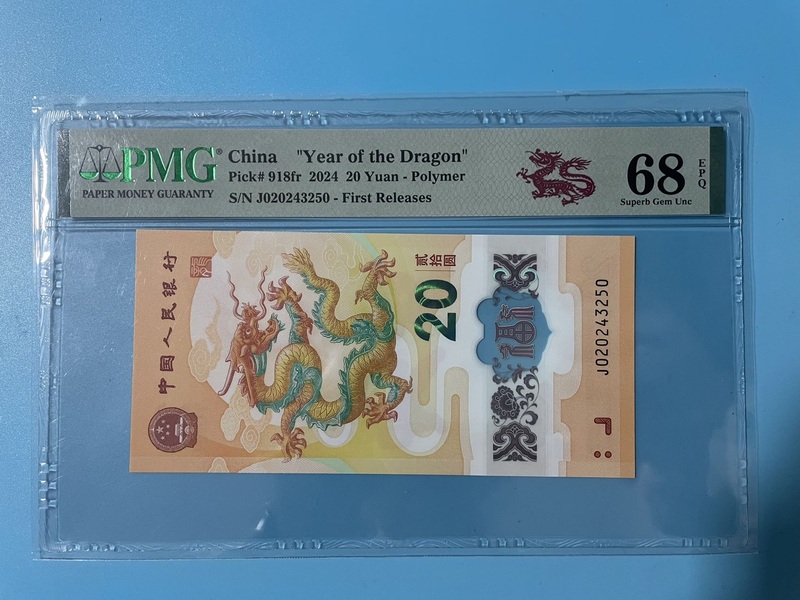 PMG®
PAPER MONEY GUARANTY
China "Year of the Dragon"
Pick# 918fr 2024 20 Yuan - Polymer
S/N J020243250 - First Releases
68
EPQ
Superb Gem Unc
中国人民银行
贰拾圆
20
J020243250